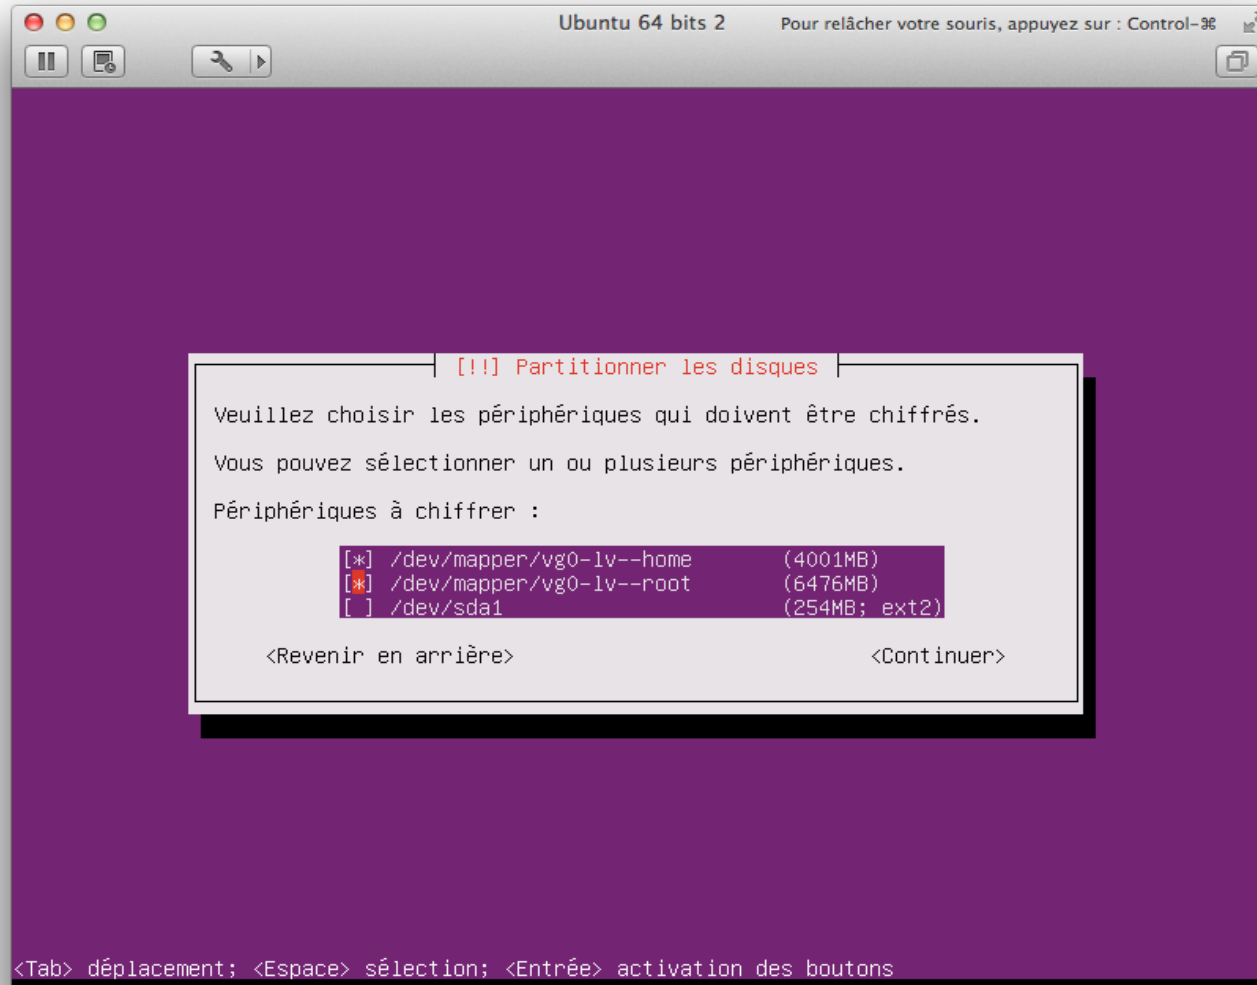 Ubuntu 64 bits 2 Pour relâcher votre souris, appuyez sur : Control-⌘
[!!] Partitionner les disques
Veuillez choisir les périphériques qui doivent être chiffrés.
Vous pouvez sélectionner un ou plusieurs périphériques.
Périphériques à chiffrer :
[*] /dev/mapper/vg0-lv--home (4001MB)
[*] /dev/mapper/vg0-lv--root (6476MB)
[ ] /dev/sda1 (254MB; ext2)
<Revenir en arrière> <Continuer>
<Tab> déplacement; <Espace> sélection; <Entrée> activation des boutons